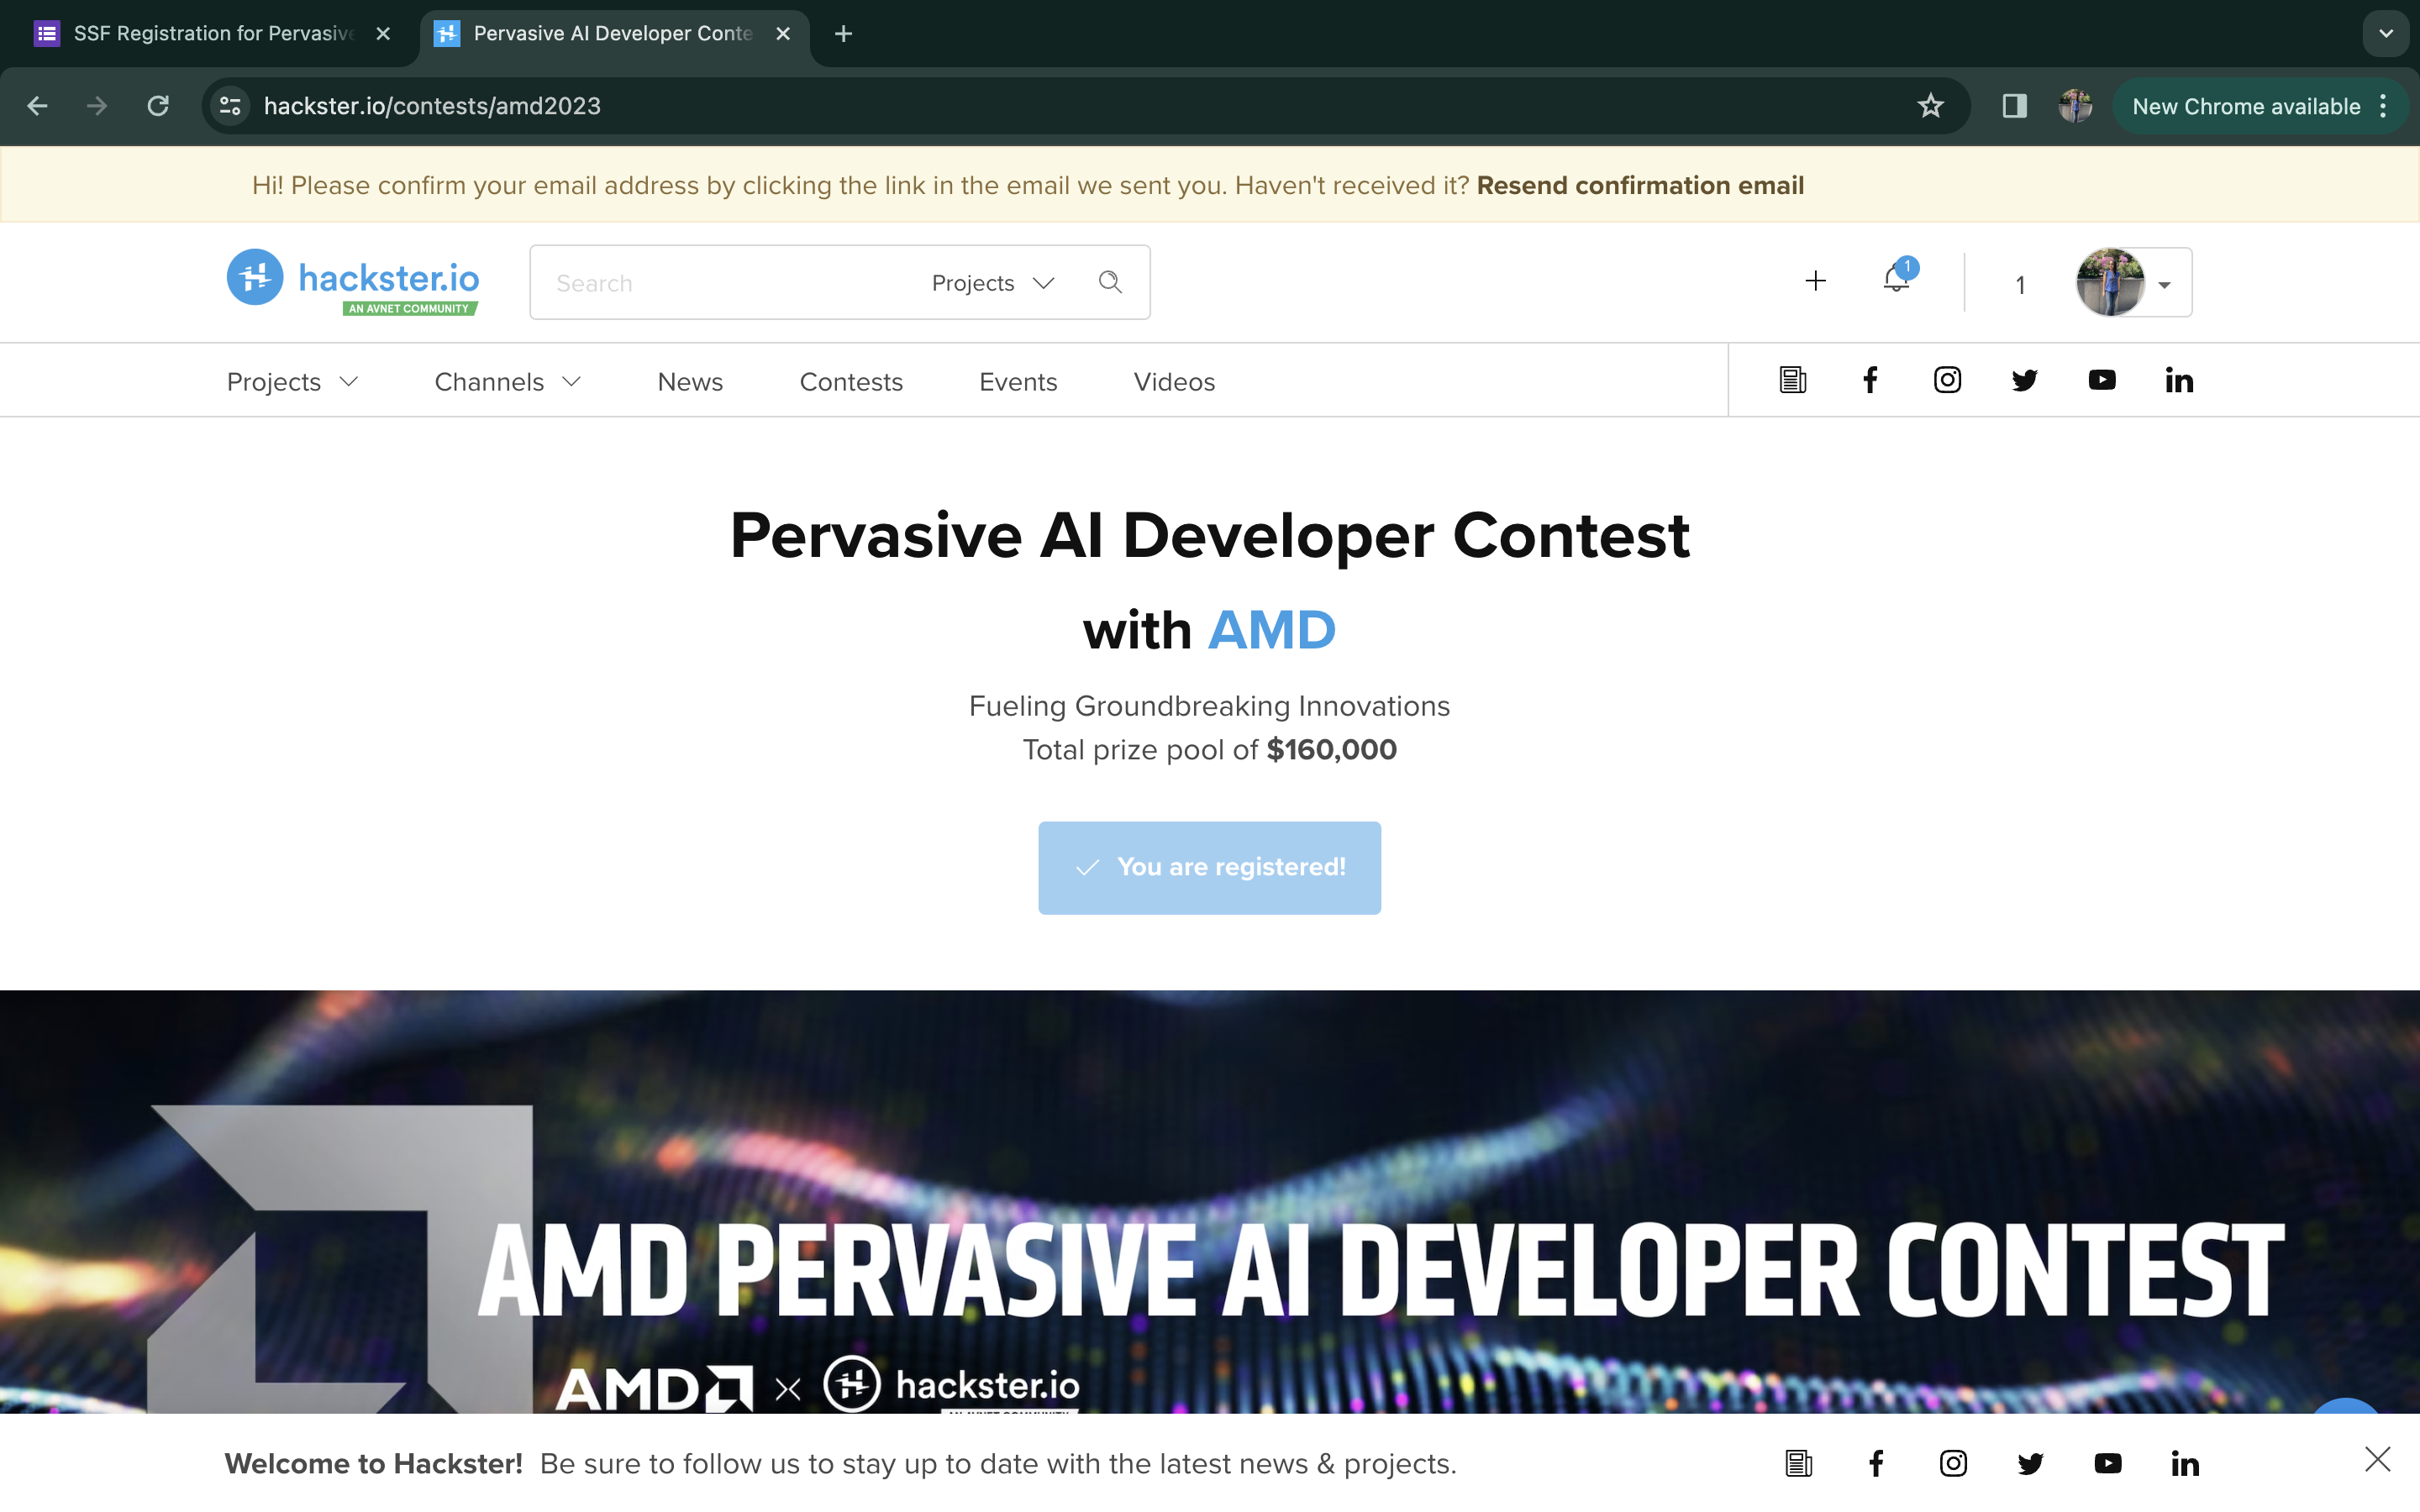 SSF Registration for Pervasive
Pervasive AI Developer Conte
hackster.io/contests/amd2023
New Chrome available
Hi! Please confirm your email address by clicking the link in the email we sent you. Haven't received it? Resend confirmation email
hackster.io
AN AVNET COMMUNITY
Search
Projects
1
1
Projects
Channels
News
Contests
Events
Videos
Pervasive AI Developer Contest
with AMD
Fueling Groundbreaking Innovations
Total prize pool of $160,000
You are registered!
AMD PERVASIVE AI DEVELOPER CONTEST
AMD
hackster.io
Welcome to Hackster! Be sure to follow us to stay up to date with the latest news & projects.